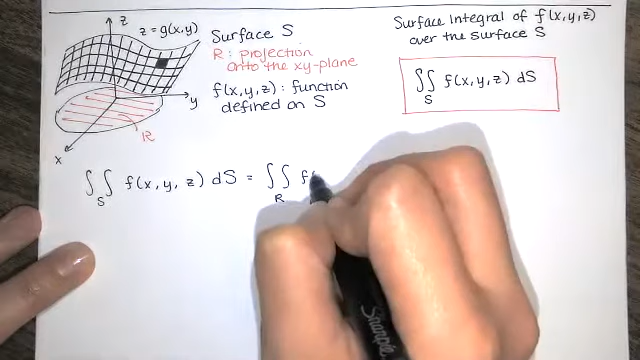 z
z = g(x,y)
y
x
R
Surface S
R : projection
onto the xy-plane
f(x,y,z) : function
defined on S
Surface Integral of f(x,y,z)
over the surface S
∬ f(x,y,z) dS
S
∬ f(x, y, z) dS = ∬ f(
S R
Sharpie